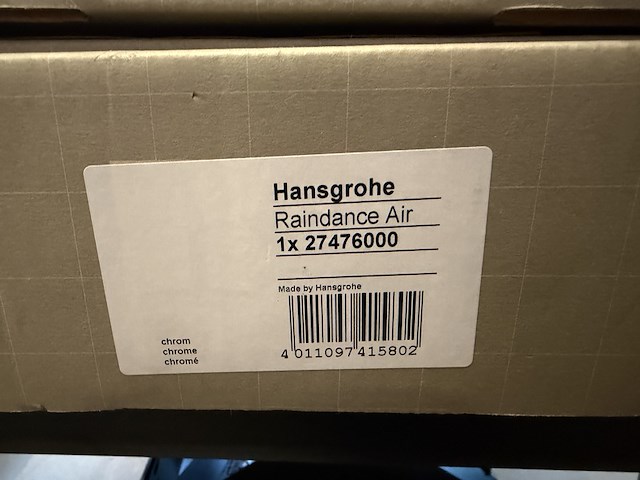 Hansgrohe
Raindance Air
1x 27476000
Made by Hansgrohe
4 011097 415802
chrom
chrome
chromé